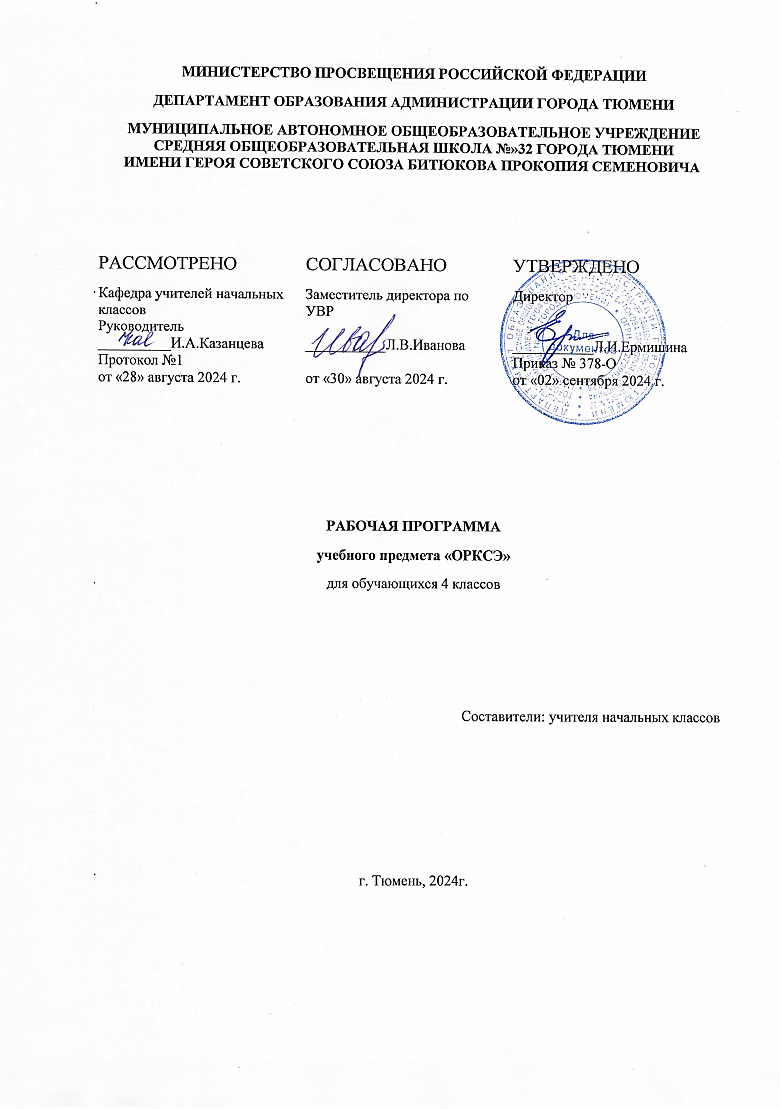 МИНИСТЕРСТВО ПРОСВЕЩЕНИЯ РОССИЙСКОЙ ФЕДЕРАЦИИ
ДЕПАРТАМЕНТ ОБРАЗОВАНИЯ АДМИНИСТРАЦИИ ГОРОДА ТЮМЕНИ
МУНИЦИПАЛЬНОЕ АВТОНОМНОЕ ОБЩЕОБРАЗОВАТЕЛЬНОЕ УЧРЕЖДЕНИЕ
СРЕДНЯЯ ОБЩЕОБРАЗОВАТЕЛЬНАЯ ШКОЛА №»32 ГОРОДА ТЮМЕНИ
ИМЕНИ ГЕРОЯ СОВЕТСКОГО СОЮЗА БИТЮКОВА ПРОКОПИЯ СЕМЕНОВИЧА
РАССМОТРЕНО
Кафедра учителей начальных
классов
Руководитель
И.А.Казанцева
Протокол №1
от «28» августа 2024 г.
СОГЛАСОВАНО
Заместитель директора по
УВР
Л.В.Иванова
от «30» августа 2024 г.
УТВЕРЖДЕНО
Директор
Л.И.Ермишина
Приказ № 378-О
от «02» сентября 2024 г.
Для
документов
РАБОЧАЯ ПРОГРАММА
учебного предмета «ОРКСЭ»
для обучающихся 4 классов
Составители: учителя начальных классов
г. Тюмень, 2024г.